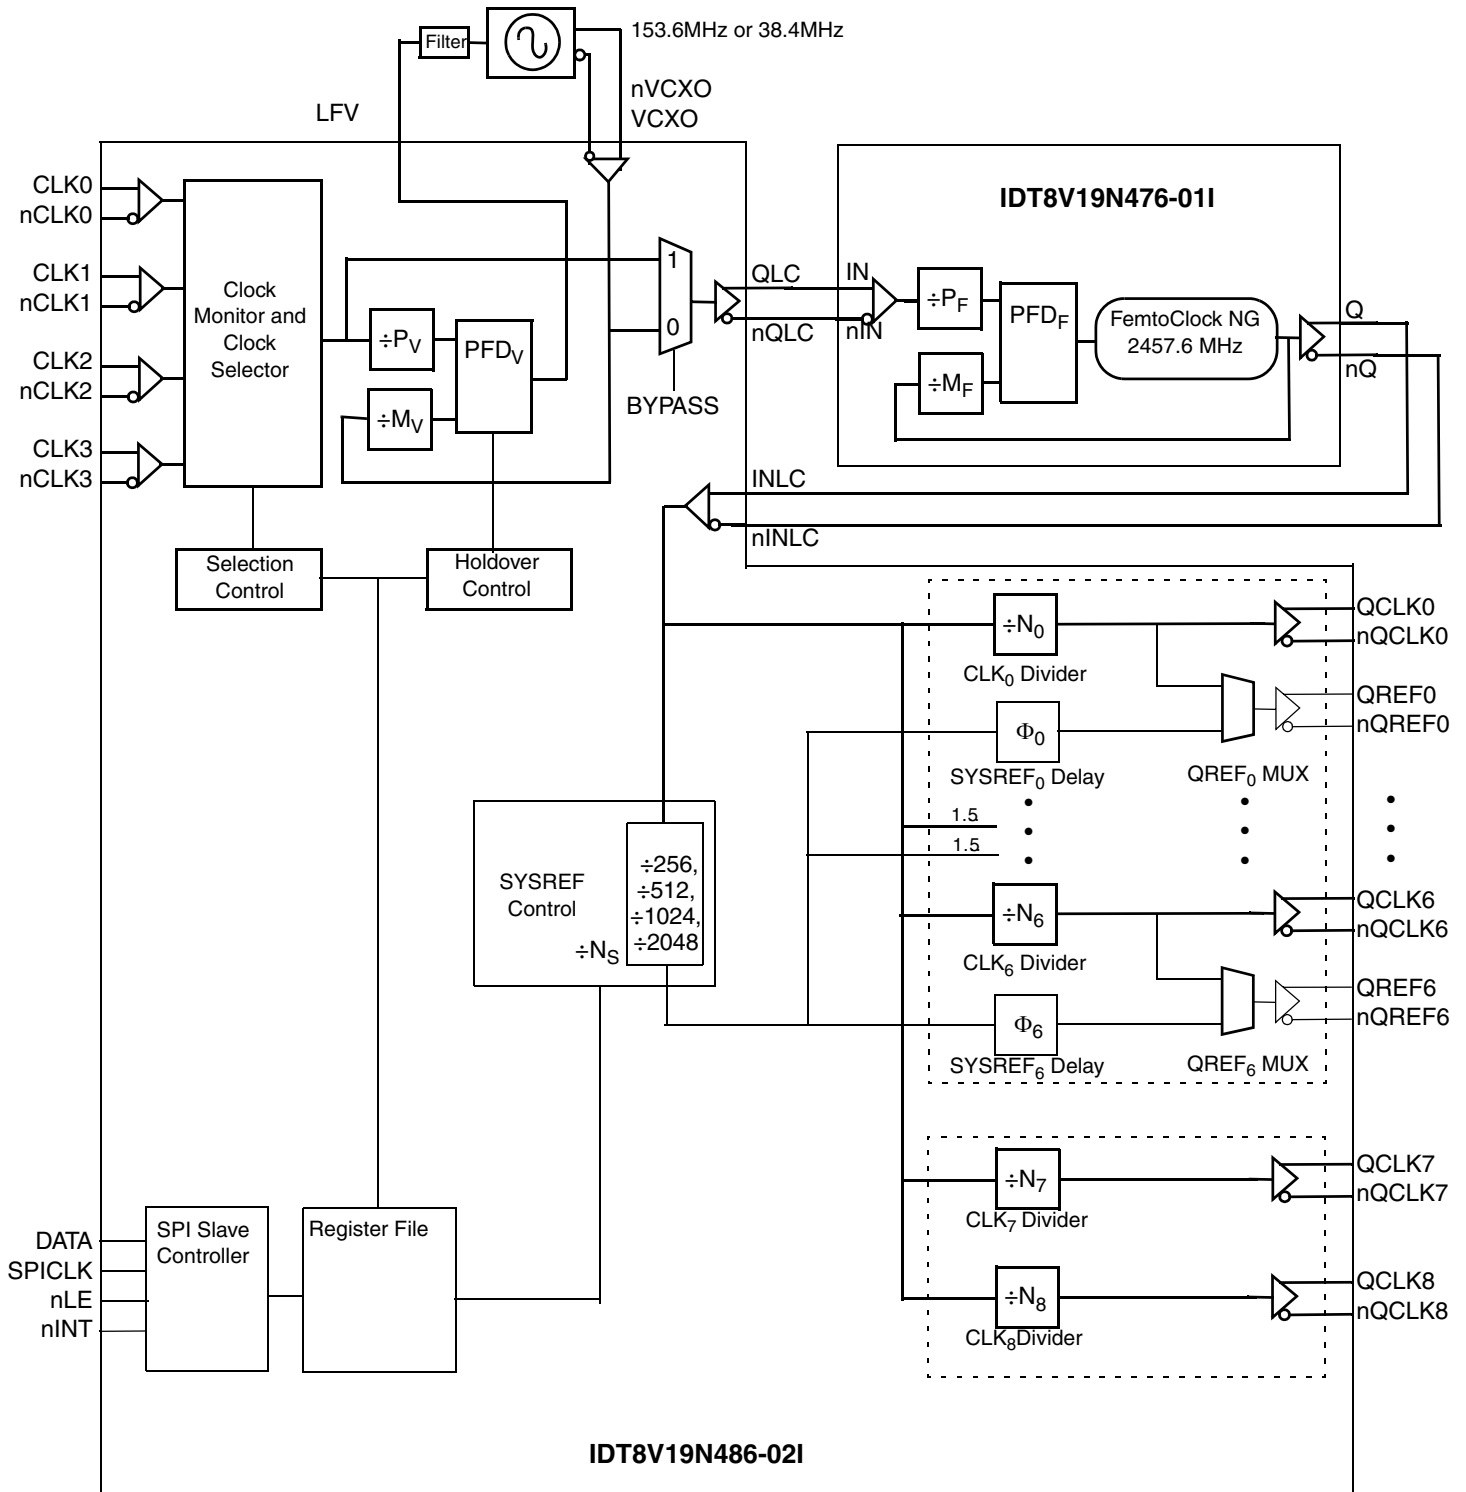 153.6MHz or 38.4MHz
Filter
nVCXO
VCXO
LFV
CLK0
nCLK0
CLK1
nCLK1
CLK2
nCLK2
CLK3
nCLK3
Clock
Monitor and
Clock
Selector
÷PV
÷MV
PFDV
1
0
BYPASS
QLC
nQLC
IDT8V19N476-01I
IN
nIN
÷PF
÷MF
PFDF
FemtoClock NG
2457.6 MHz
Q
nQ
INLC
nINLC
Selection
Control
Holdover
Control
÷N0
CLK0 Divider
QCLK0
nQCLK0
Φ0
SYSREF0 Delay
QREF0 MUX
QREF0
nQREF0
1.5
1.5
SYSREF
Control
÷NS
÷256,
÷512,
÷1024,
÷2048
÷N6
CLK6 Divider
QCLK6
nQCLK6
Φ6
SYSREF6 Delay
QREF6 MUX
QREF6
nQREF6
÷N7
CLK7 Divider
QCLK7
nQCLK7
÷N8
CLK8Divider
QCLK8
nQCLK8
DATA
SPICLK
nLE
nINT
SPI Slave
Controller
Register File
IDT8V19N486-02I